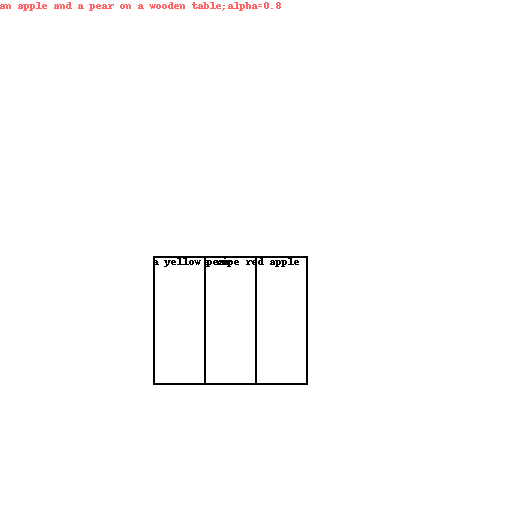 an apple and a pear on a wooden table;alpha=0.8
a yellow red apple